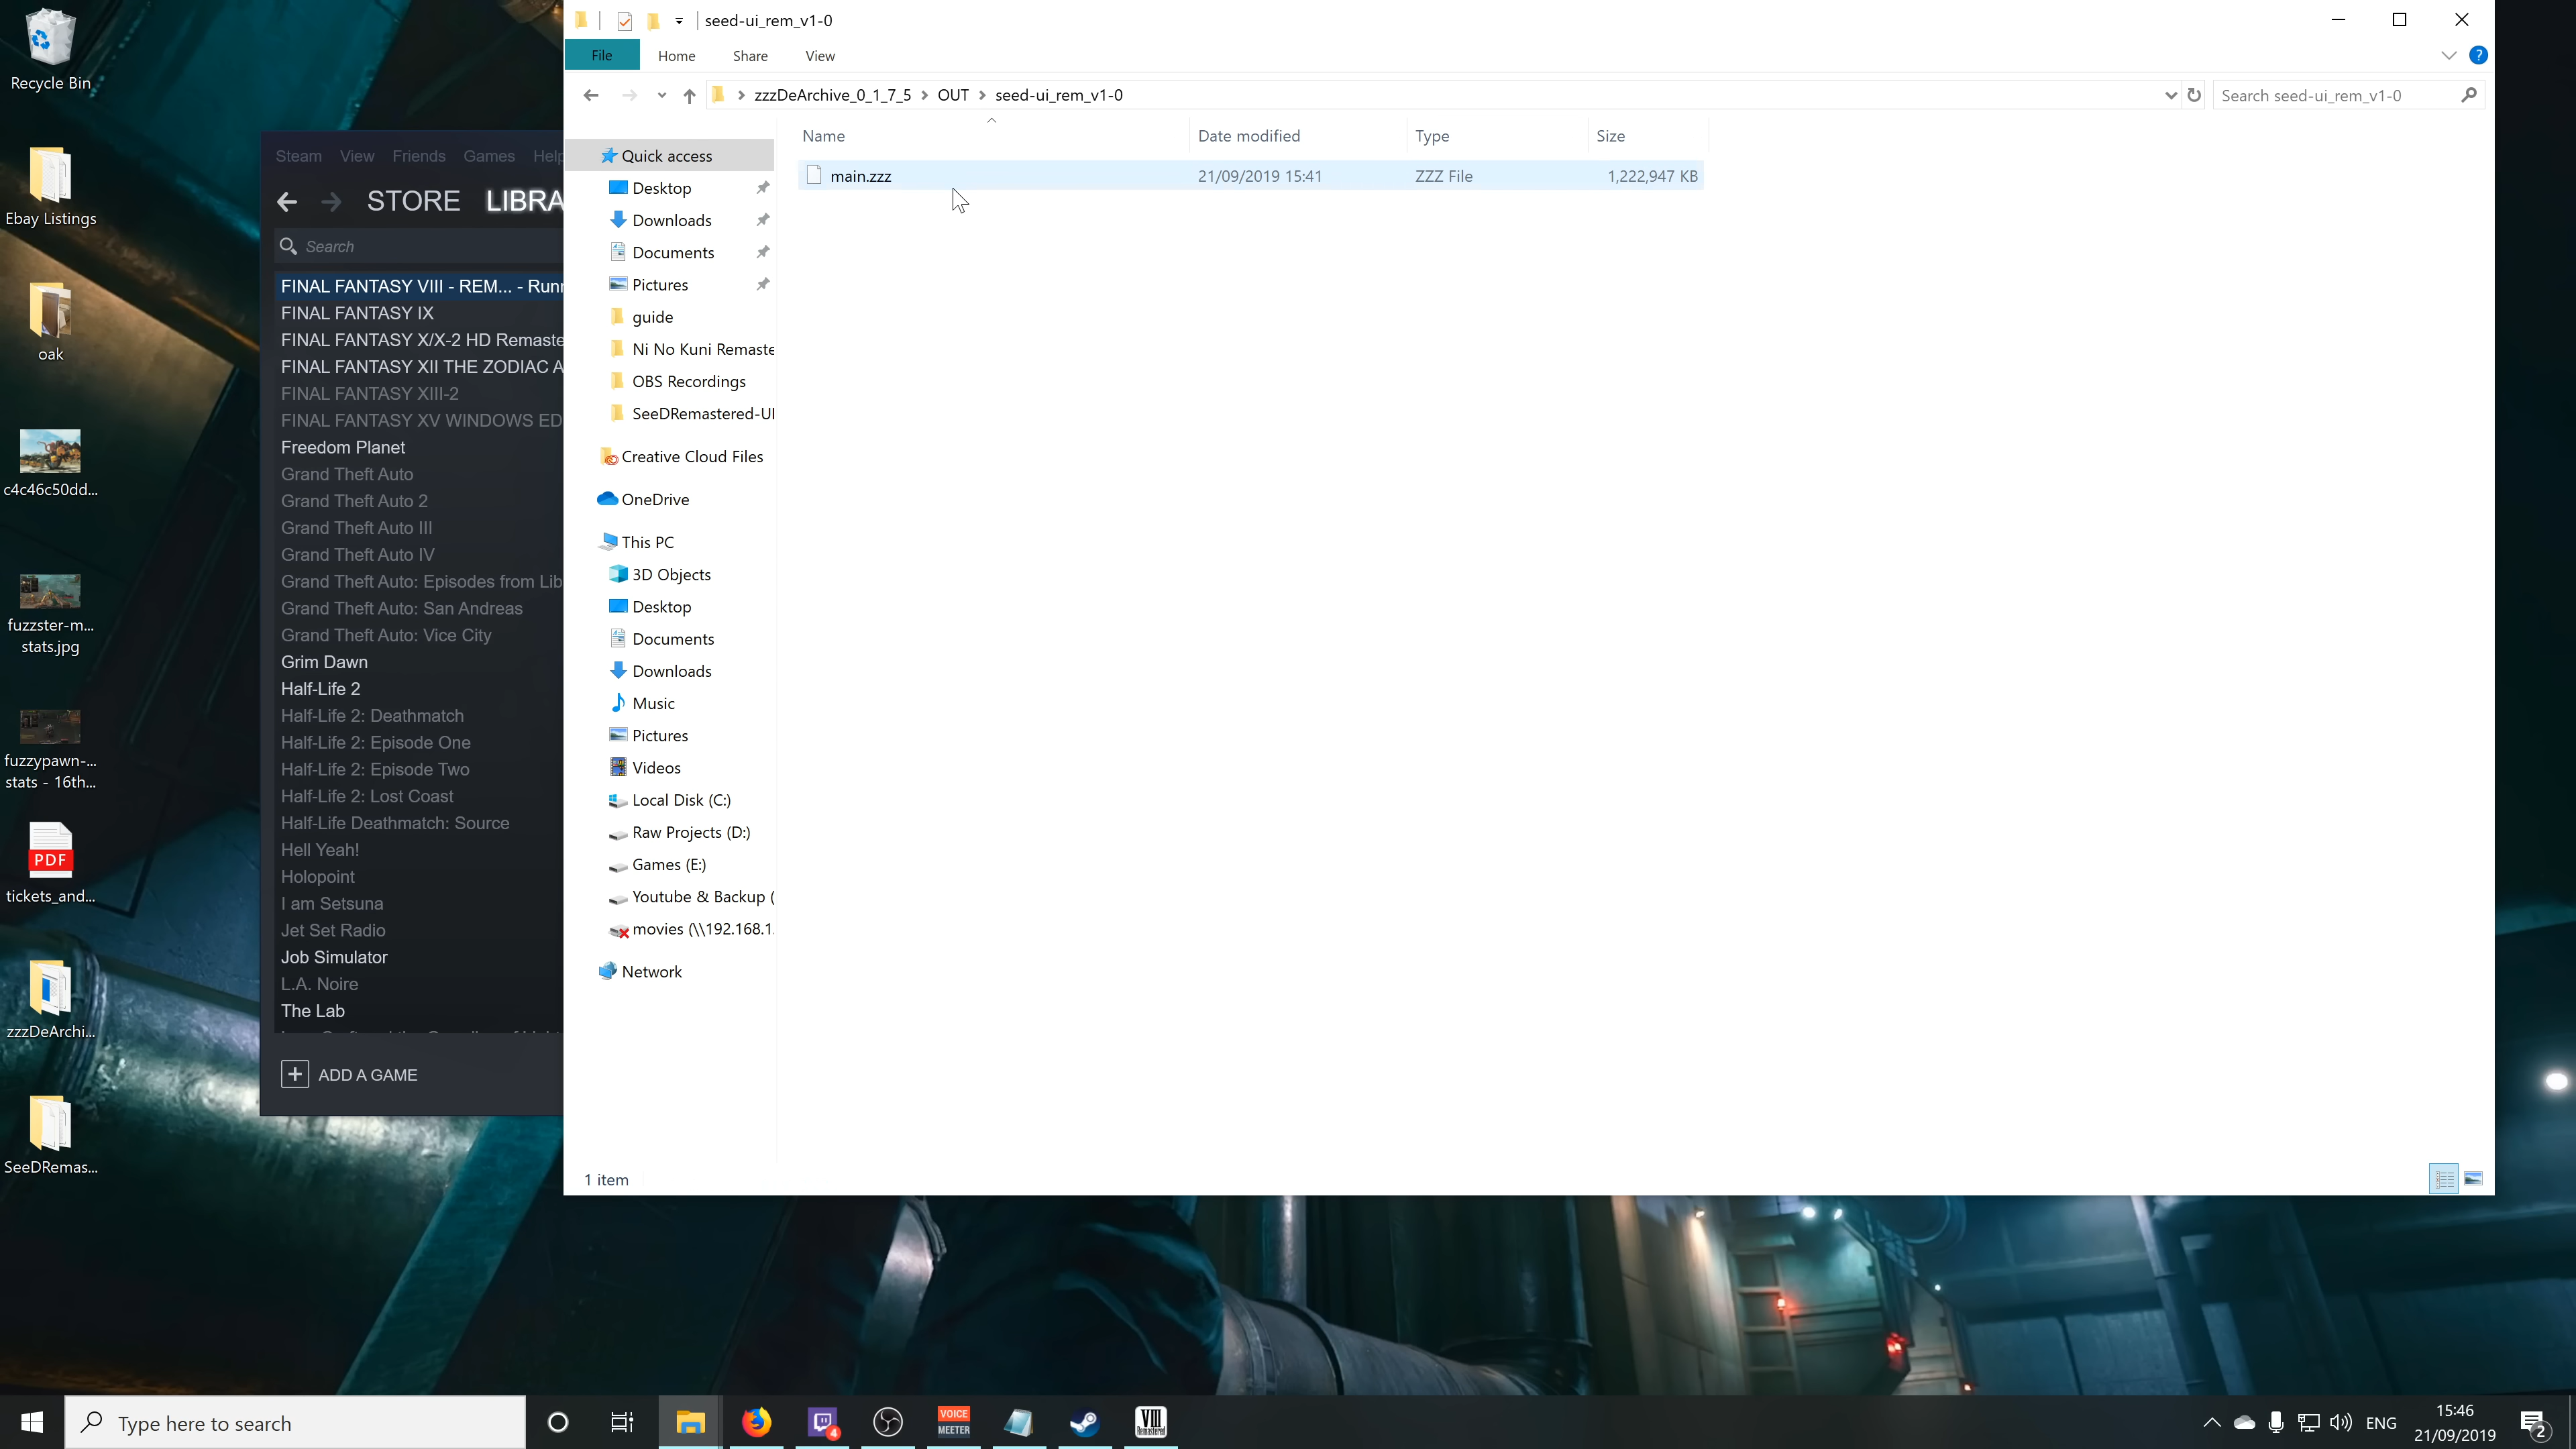 Recycle Bin
Ebay Listings
oak
c4c46c50dd...
fuzzster-m...
stats.jpg
fuzzypawn-...
stats - 16th...
PDF
tickets_and...
zzzDeArchi...
SeeDRemas...
Steam View Friends Games Help
STORE LIBRA
Search
FINAL FANTASY VIII - REM... - Runn
FINAL FANTASY IX
FINAL FANTASY X/X-2 HD Remaste
FINAL FANTASY XII THE ZODIAC A
FINAL FANTASY XIII-2
FINAL FANTASY XV WINDOWS ED
Freedom Planet
Grand Theft Auto
Grand Theft Auto 2
Grand Theft Auto III
Grand Theft Auto IV
Grand Theft Auto: Episodes from Lib
Grand Theft Auto: San Andreas
Grand Theft Auto: Vice City
Grim Dawn
Half-Life 2
Half-Life 2: Deathmatch
Half-Life 2: Episode One
Half-Life 2: Episode Two
Half-Life 2: Lost Coast
Half-Life Deathmatch: Source
Hell Yeah!
Holopoint
I am Setsuna
Jet Set Radio
Job Simulator
L.A. Noire
The Lab
+ ADD A GAME
seed-ui_rem_v1-0
File Home Share View
?
zzzDeArchive_0_1_7_5 > OUT > seed-ui_rem_v1-0
Search seed-ui_rem_v1-0
Name Date modified Type Size
main.zzz 21/09/2019 15:41 ZZZ File 1,222,947 KB
Quick access
Desktop
Downloads
Documents
Pictures
guide
Ni No Kuni Remaste
OBS Recordings
SeeDRemastered-UI
Creative Cloud Files
OneDrive
This PC
3D Objects
Desktop
Documents
Downloads
Music
Pictures
Videos
Local Disk (C:)
Raw Projects (D:)
Games (E:)
Youtube & Backup (
movies (\\192.168.1.
Network
1 item
Type here to search
4
VOICE
MEETER
VIII
Remastered
ENG
15:46
21/09/2019
2